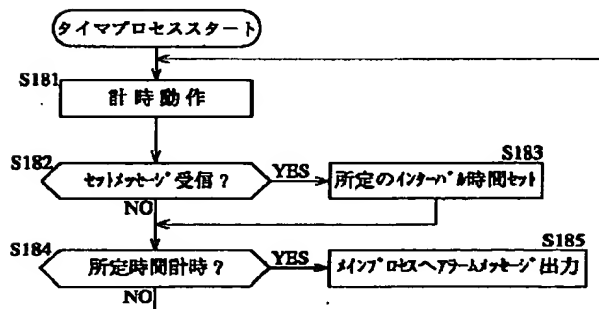 タイマプロセススタート
S181
計時動作
S182
セットメッセージ受信?
YES
S183
所定のインターバル時間セット
NO
S184
所定時間計時?
YES
S185
メインプロセスへアラームメッセージ出力
NO